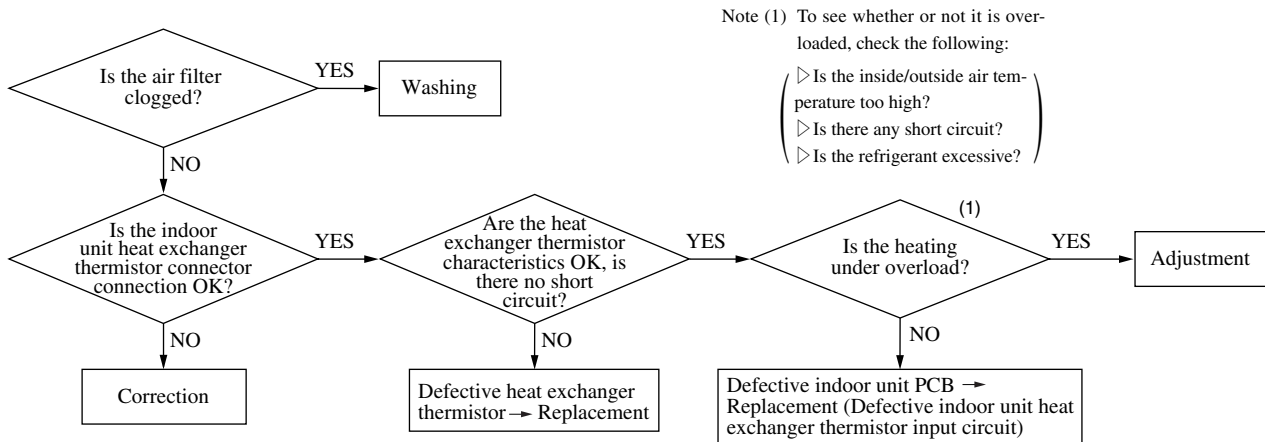 Note (1) To see whether or not it is over-
loaded, check the following:
▷Is the inside/outside air tem-
perature too high?
▷Is there any short circuit?
▷Is the refrigerant excessive?
Is the air filter
clogged?
YES
Washing
NO
Is the indoor
unit heat exchanger
thermistor connector
connection OK?
YES
Are the heat
exchanger thermistor
characteristics OK, is
there no short
circuit?
YES
(1)
Is the heating
under overload?
YES
Adjustment
NO
Correction
NO
Defective heat exchanger
thermistor → Replacement
NO
Defective indoor unit PCB →
Replacement (Defective indoor unit heat
exchanger thermistor input circuit)